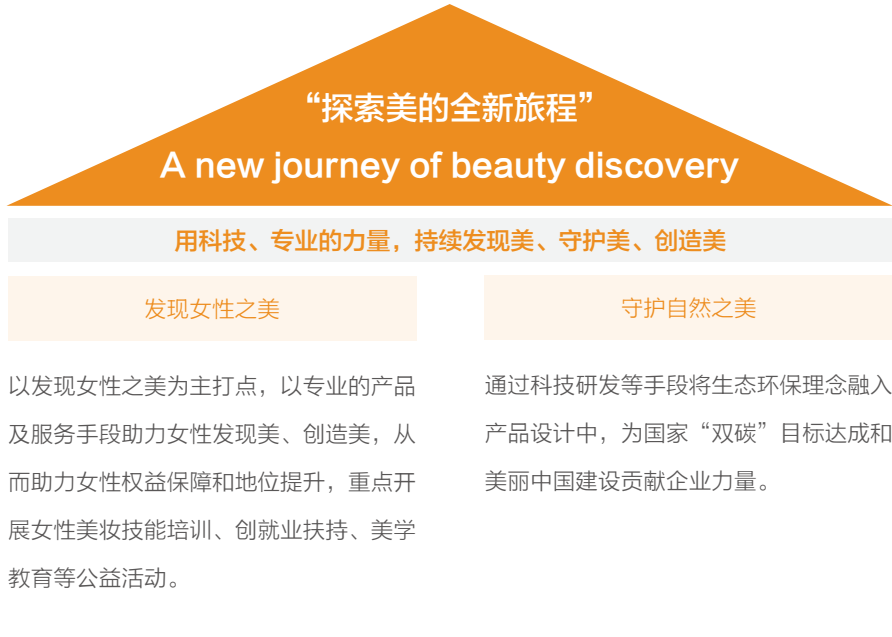 “探索美的全新旅程”
A new journey of beauty discovery
用科技、专业的力量，持续发现美、守护美、创造美
发现女性之美
以发现女性之美为主打点，以专业的产品
及服务手段助力女性发现美、创造美，从
而助力女性权益保障和地位提升，重点开
展女性美妆技能培训、创就业扶持、美学
教育等公益活动。
守护自然之美
通过科技研发等手段将生态环保理念融入
产品设计中，为国家“双碳”目标达成和
美丽中国建设贡献企业力量。